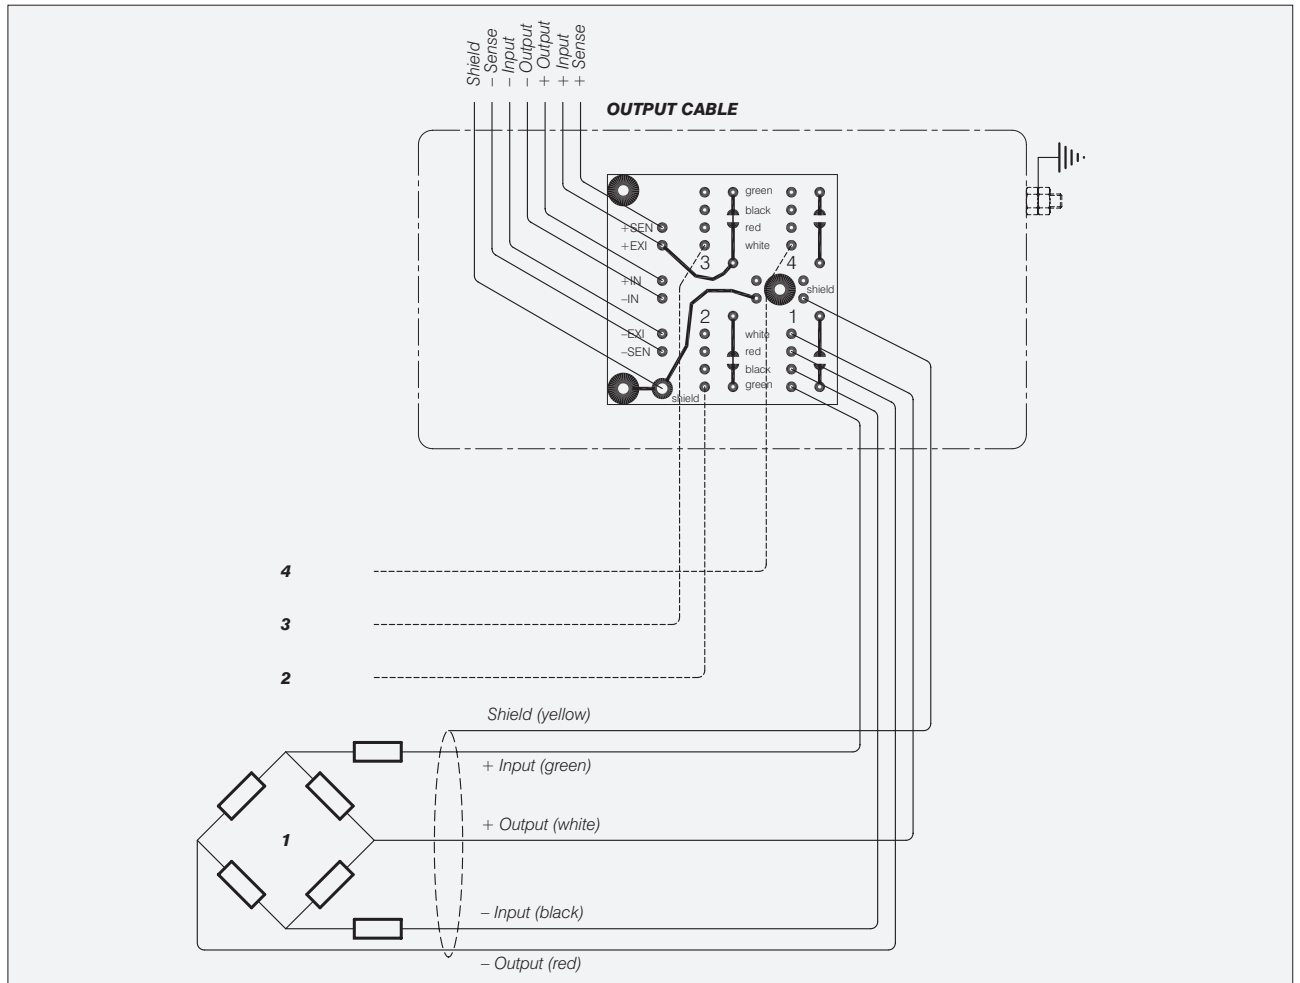 Shield
– Sense
– Input
– Output
+ Output
+ Input
+ Sense
OUTPUT CABLE
green
black
+SEN
red
+EXI
white
3
4
+IN
shield
–IN
2
1
–EXI
white
–SEN
red
black
green
shield
4
3
2
Shield (yellow)
+ Input (green)
+ Output (white)
1
– Input (black)
– Output (red)